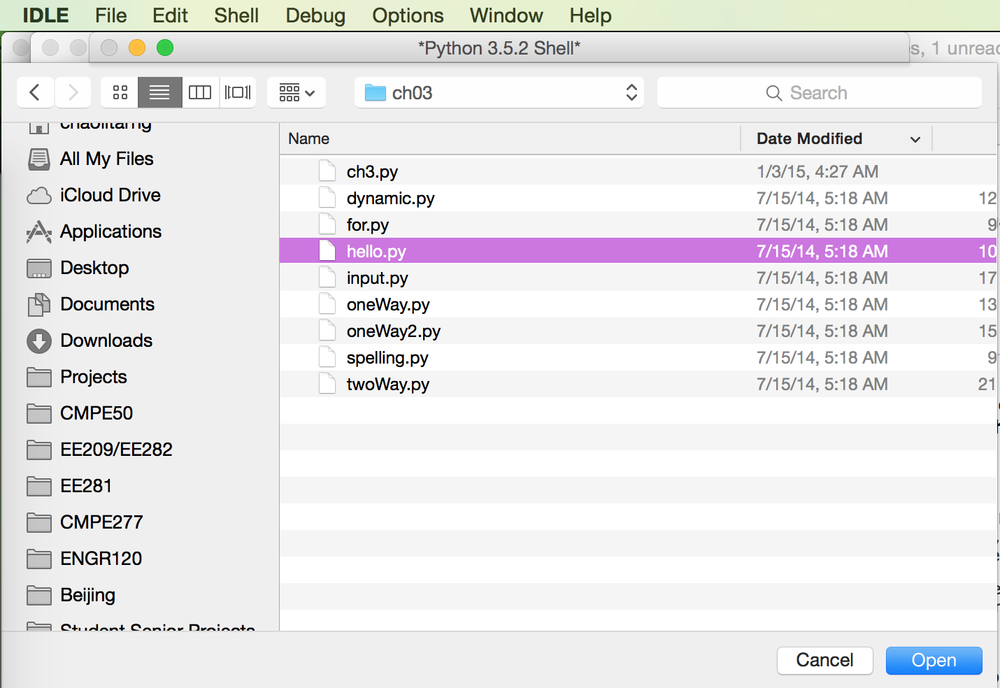 IDLE File Edit Shell Debug Options Window Help
*Python 3.5.2 Shell*
s, 1 unread
ch03
Search
chaolitarng
All My Files
iCloud Drive
Applications
Desktop
Documents
Downloads
Projects
CMPE50
EE209/EE282
EE281
CMPE277
ENGR120
Beijing
Student Senior Projects
Name Date Modified
ch3.py 1/3/15, 4:27 AM
dynamic.py 7/15/14, 5:18 AM 12
for.py 7/15/14, 5:18 AM 9
hello.py 7/15/14, 5:18 AM 10
input.py 7/15/14, 5:18 AM 17
oneWay.py 7/15/14, 5:18 AM 13
oneWay2.py 7/15/14, 5:18 AM 15
spelling.py 7/15/14, 5:18 AM 9
twoWay.py 7/15/14, 5:18 AM 21
Cancel Open